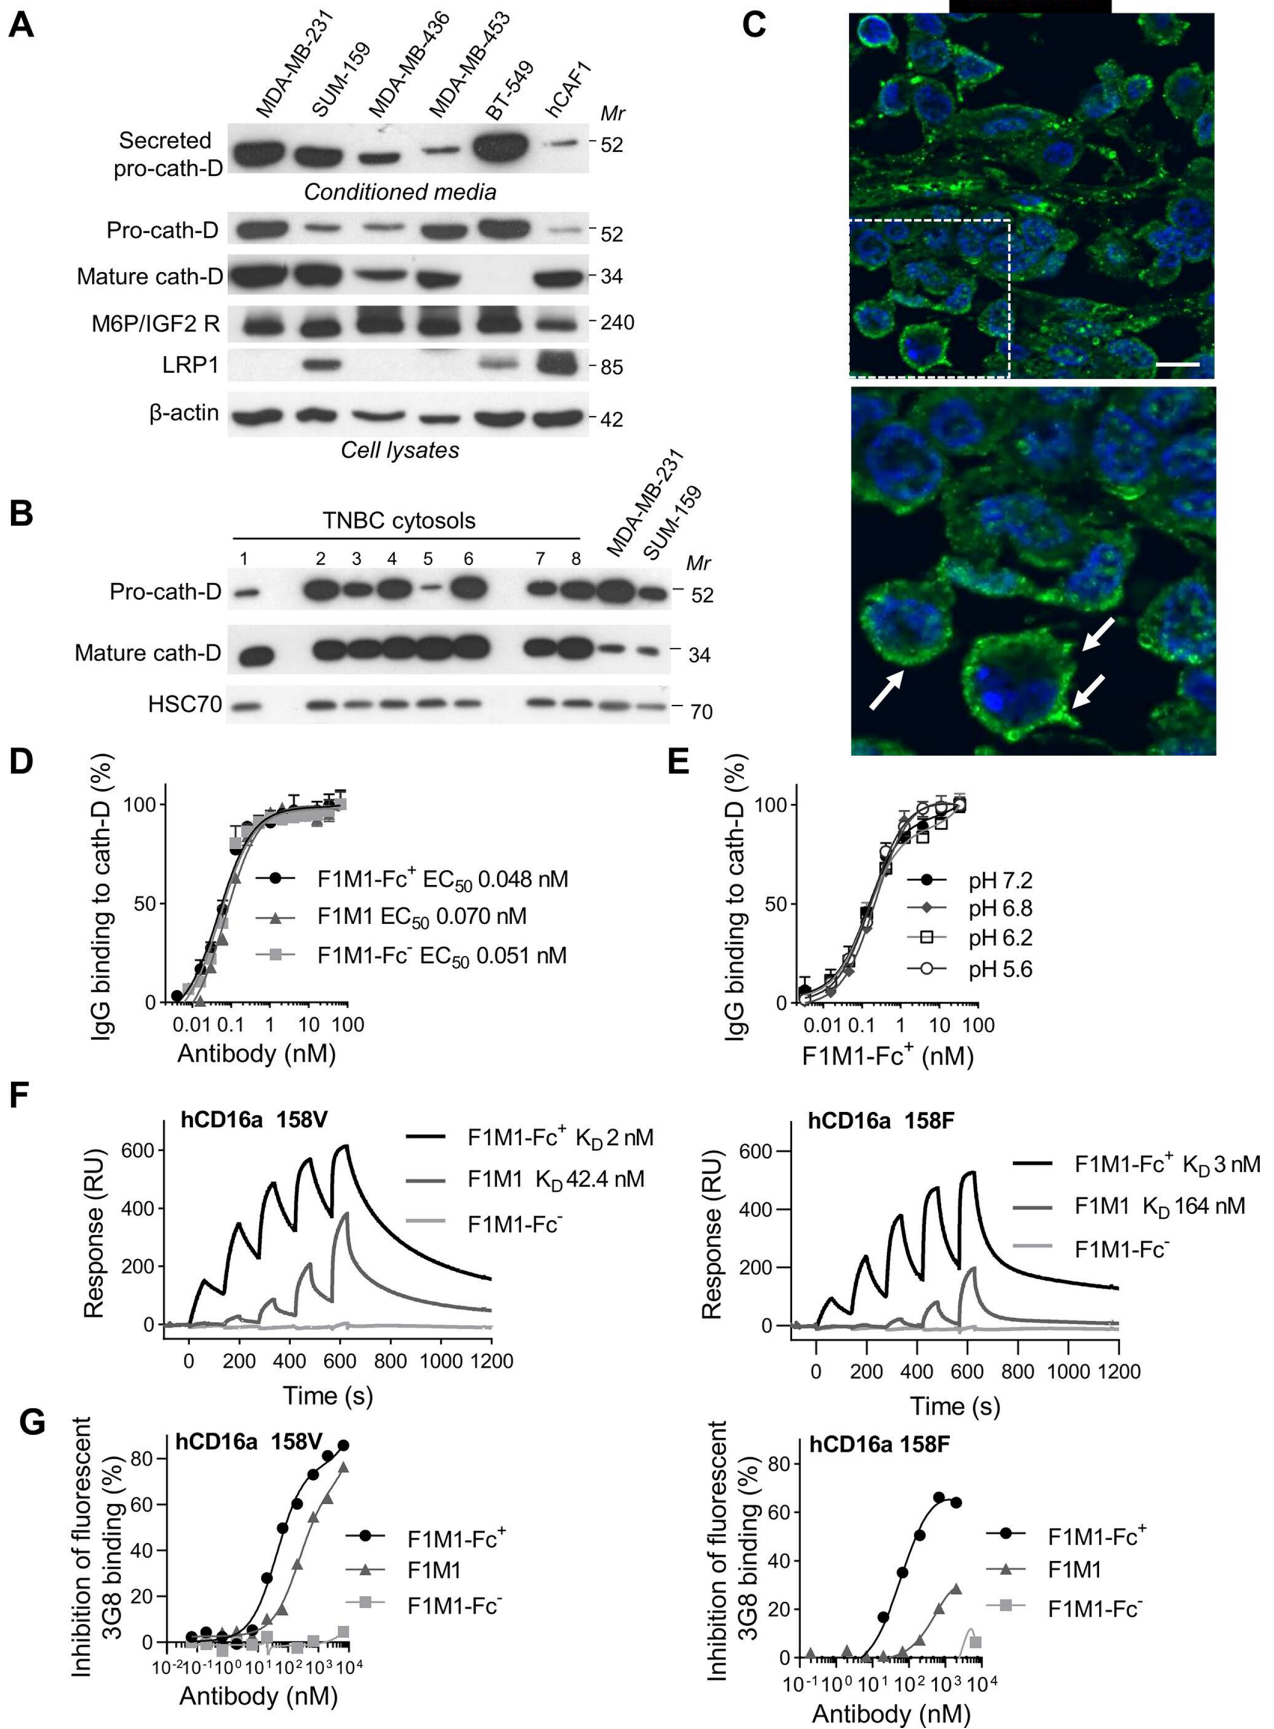 A
MDA-MB-231
SUM-159
MDA-MB-436
MDA-MB-453
BT-549
hCAF1
Mr
Secreted
pro-cath-D
52
Conditioned media
Pro-cath-D
52
Mature cath-D
34
M6P/IGF2 R
240
LRP1
85
β-actin
42
Cell lysates
B
TNBC cytosols
MDA-MB-231
SUM-159
1 2 3 4 5 6 7 8
Mr
Pro-cath-D
52
Mature cath-D
34
HSC70
70
C
D
IgG binding to cath-D (%)
100
50
0
F1M1-Fc⁺ EC₅₀ 0.048 nM
F1M1 EC₅₀ 0.070 nM
F1M1-Fc⁻ EC₅₀ 0.051 nM
0.01 0.1 1 10 100
Antibody (nM)
E
IgG binding to cath-D (%)
100
50
0
pH 7.2
pH 6.8
pH 6.2
pH 5.6
0.01 0.1 1 10 100
F1M1-Fc⁺ (nM)
F
hCD16a 158V
Response (RU)
600
400
200
0
F1M1-Fc⁺ K_D 2 nM
F1M1 K_D 42.4 nM
F1M1-Fc⁻
0 200 400 600 800 1000 1200
Time (s)
hCD16a 158F
Response (RU)
600
400
200
0
F1M1-Fc⁺ K_D 3 nM
F1M1 K_D 164 nM
F1M1-Fc⁻
0 200 400 600 800 1000 1200
Time (s)
G
hCD16a 158V
Inhibition of fluorescent
3G8 binding (%)
80
60
40
20
0
F1M1-Fc⁺
F1M1
F1M1-Fc⁻
10⁻² 10⁻¹ 10⁰ 10¹ 10² 10³ 10⁴
Antibody (nM)
hCD16a 158F
Inhibition of fluorescent
3G8 binding (%)
80
60
40
20
0
F1M1-Fc⁺
F1M1
F1M1-Fc⁻
10⁻¹ 10⁰ 10¹ 10² 10³ 10⁴
Antibody (nM)